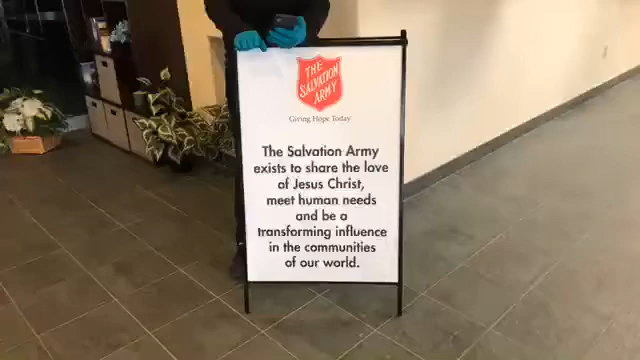 THE
SALVATION
ARMY
Giving Hope Today
The Salvation Army
exists to share the love
of Jesus Christ,
meet human needs
and be a
transforming influence
in the communities
of our world.